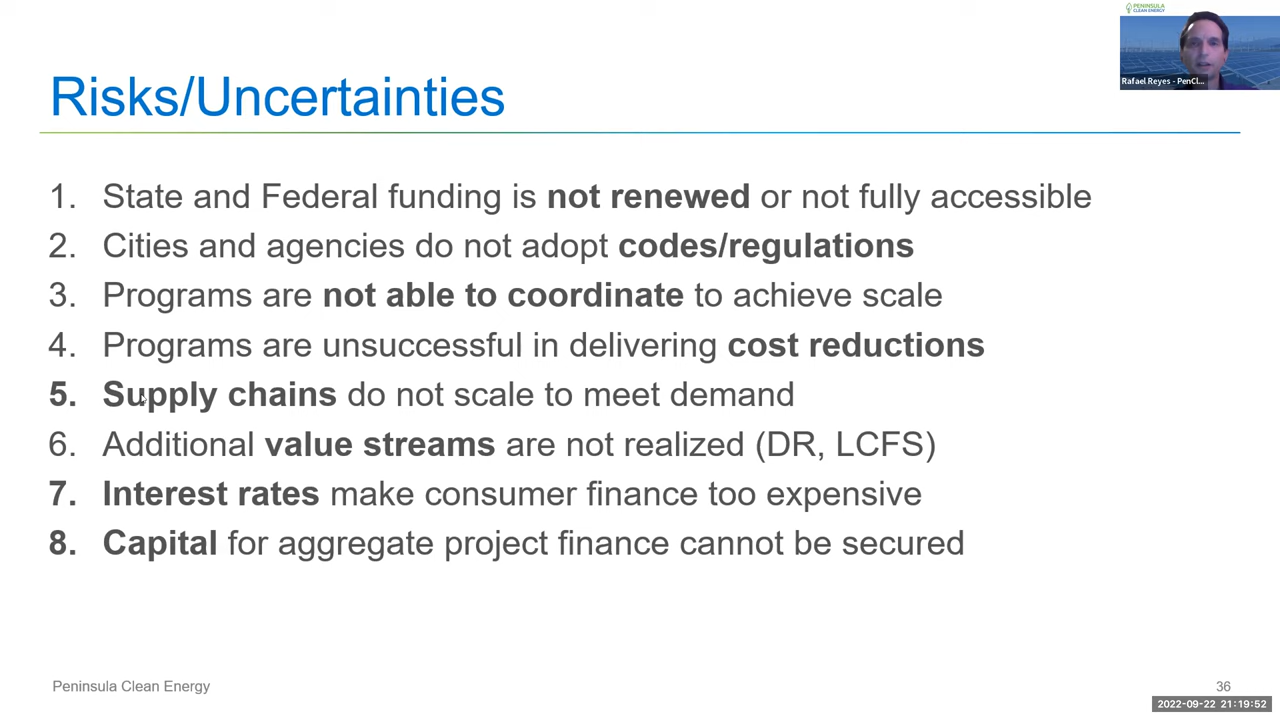 PENINSULA
CLEAN ENERGY
Rafael Reyes - PenCl...
Risks/Uncertainties
1. State and Federal funding is not renewed or not fully accessible
2. Cities and agencies do not adopt codes/regulations
3. Programs are not able to coordinate to achieve scale
4. Programs are unsuccessful in delivering cost reductions
5. Supply chains do not scale to meet demand
6. Additional value streams are not realized (DR, LCFS)
7. Interest rates make consumer finance too expensive
8. Capital for aggregate project finance cannot be secured
Peninsula Clean Energy
36
2022-09-22 21:19:52